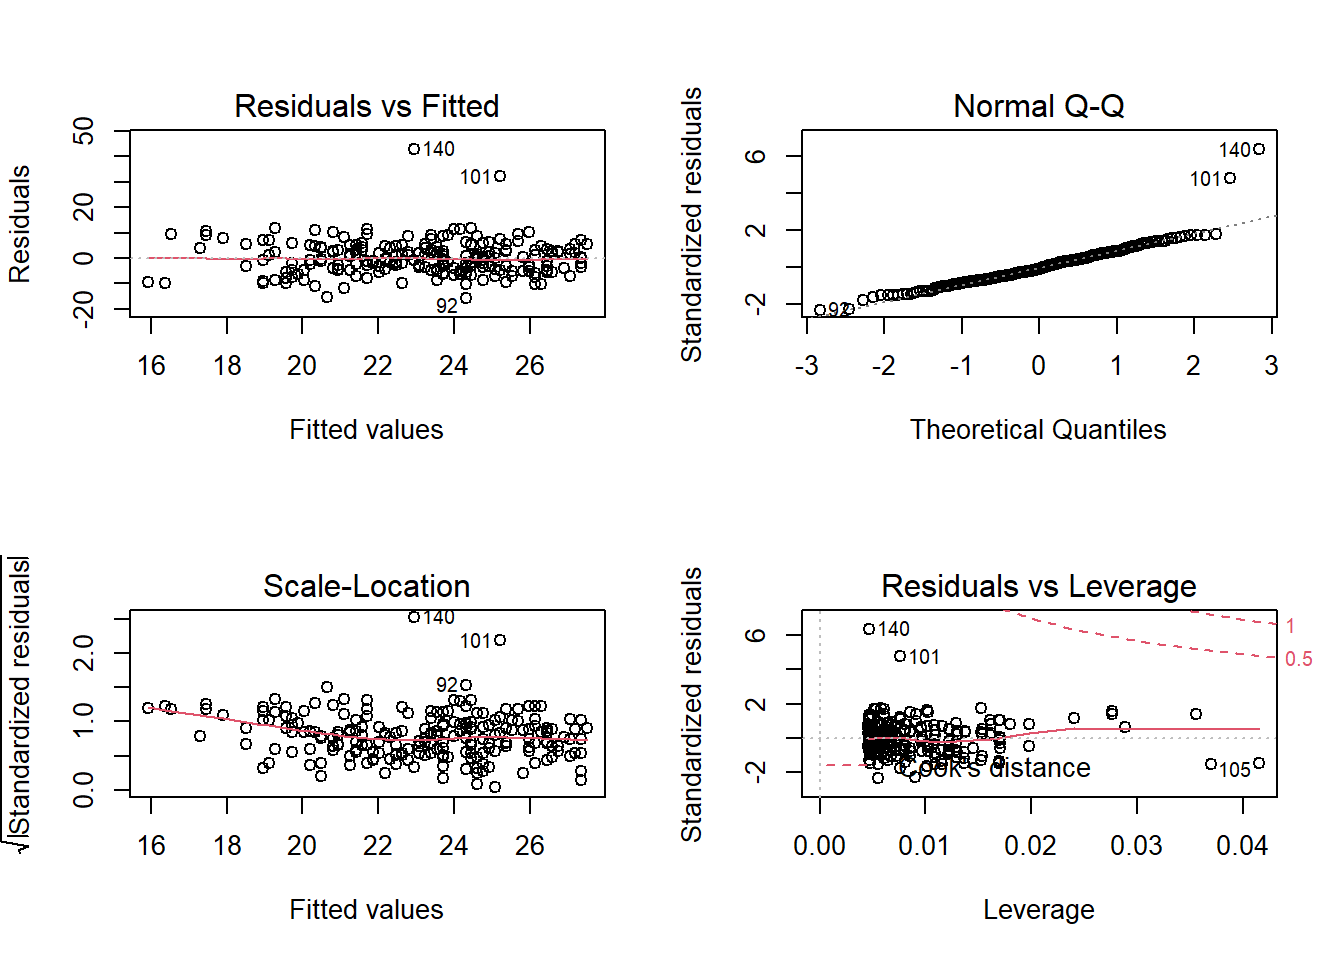 Residuals vs Fitted
Residuals
50
20
0
-20
140
101
92
16 18 20 22 24 26
Fitted values
Normal Q-Q
Standardized residuals
6
2
-2
140
101
92
-3 -2 -1 0 1 2 3
Theoretical Quantiles
Scale-Location
√|Standardized residuals|
2.0
1.0
0.0
140
101
92
16 18 20 22 24 26
Fitted values
Residuals vs Leverage
Standardized residuals
6
2
-2
140
101
1
0.5
105
Cook's distance
0.00 0.01 0.02 0.03 0.04
Leverage